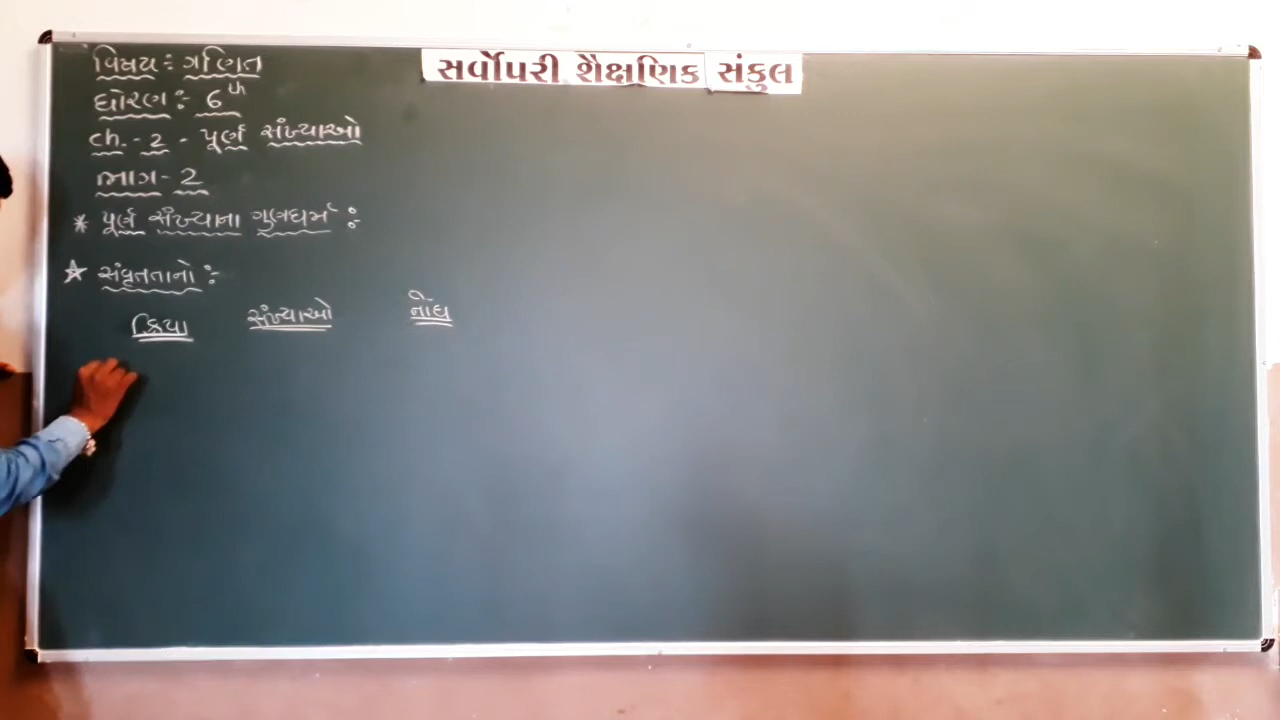 સર્વોપરી શૈક્ષણિક સંકુલ
વિષય :- ગણિત
ધોરણ :- 6th
ch. - 2 - પૂર્ણ સંખ્યાઓ
ભાગ - 2
* પૂર્ણ સંખ્યાના ગુણધર્મ :-
☆ સંવૃતતાનો :-
ક્રિયા સંખ્યાઓ નોંધ